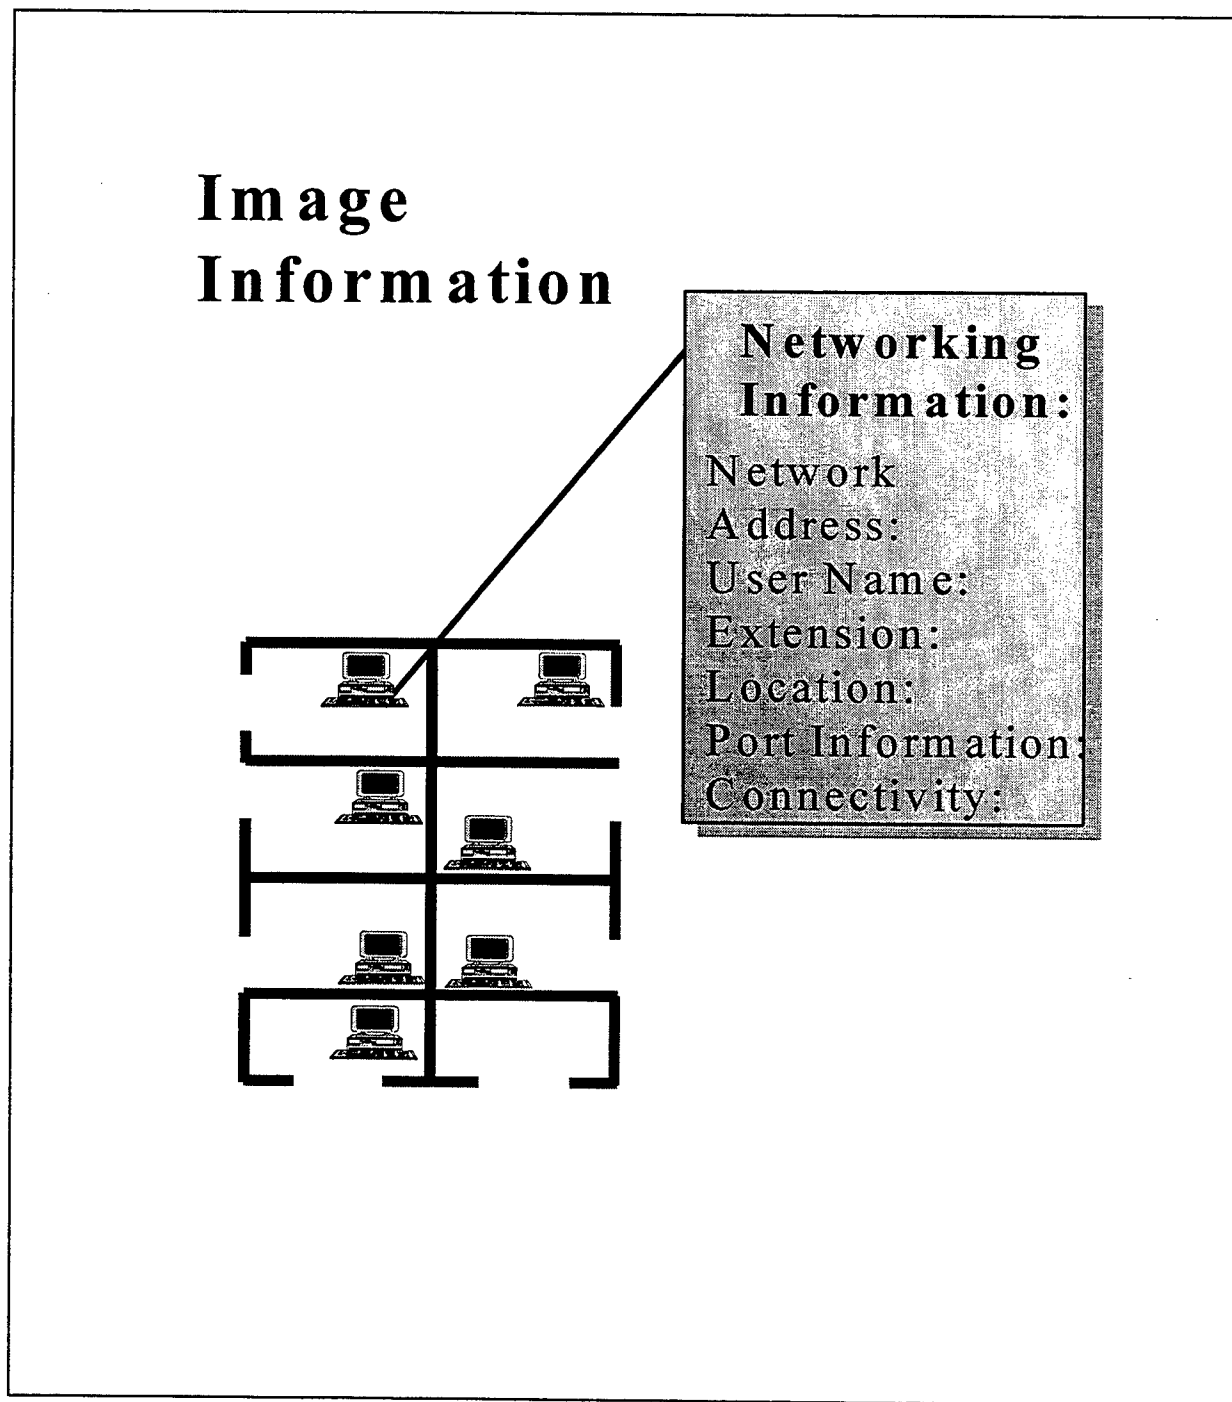 Image
Information
Networking
Information:
Network
Address:
User Name:
Extension:
Location:
Port Information:
Connectivity: